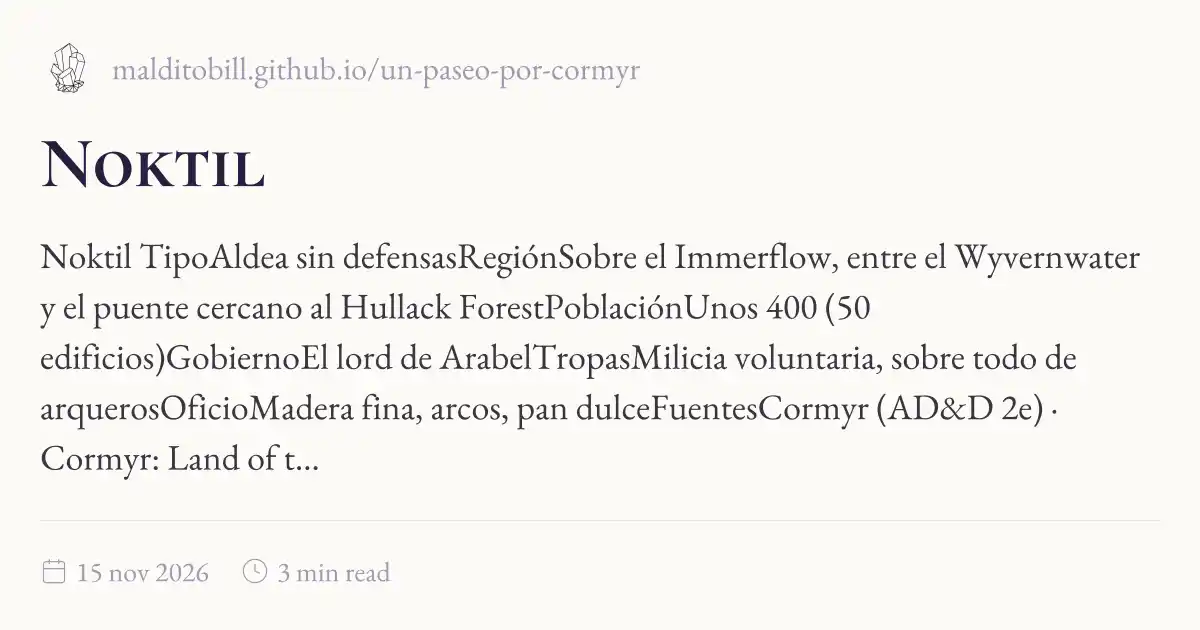 malditobill.github.io/un-paseo-por-cormyr
Noktil
Noktil TipoAldea sin defensasRegiónSobre el Immerflow, entre el Wyvernwater
y el puente cercano al Hullack ForestPoblaciónUnos 400 (50
edificios)GobiernoEl lord de ArabelTropasMilicia voluntaria, sobre todo de
arquerosOficioMadera fina, arcos, pan dulceFuentesCormyr (AD&D 2e) ·
Cormyr: Land of t...
15 nov 2026 3 min read